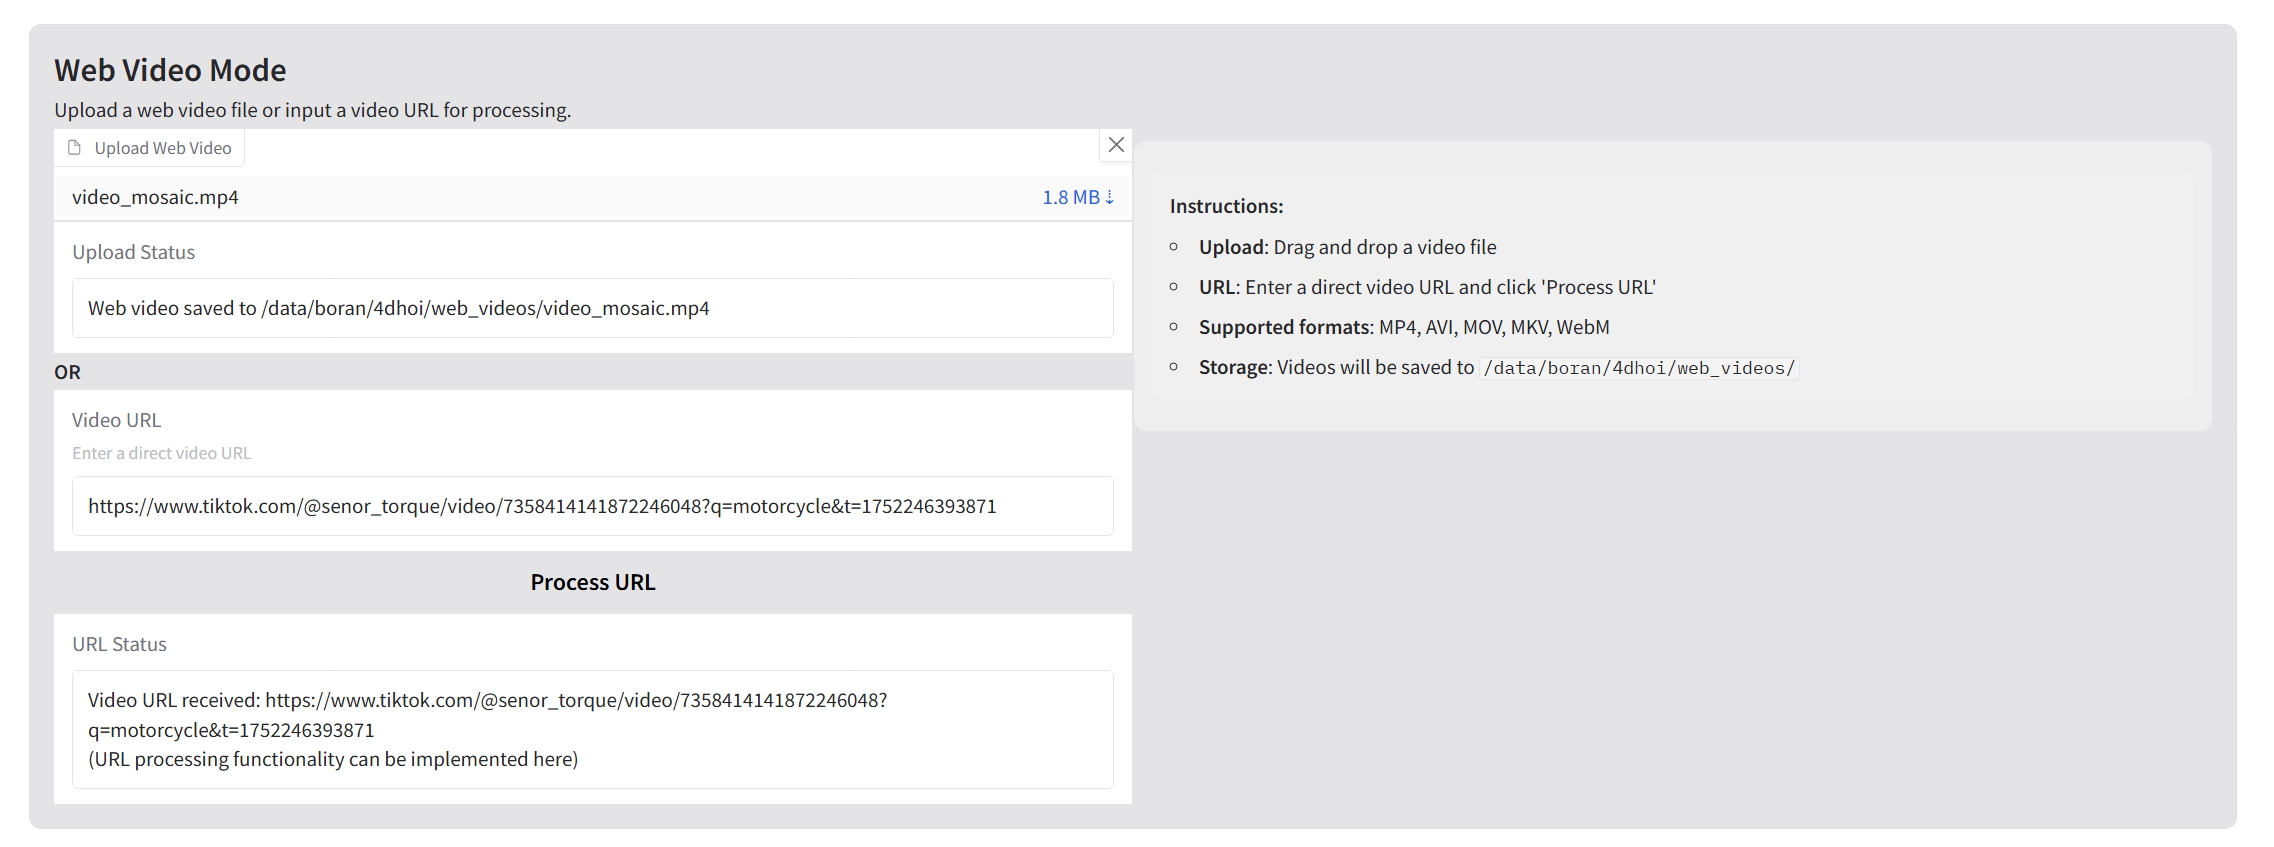 Web Video Mode
Upload a web video file or input a video URL for processing.
Upload Web Video
video_mosaic.mp4
1.8 MB ⇣
Upload Status
Web video saved to /data/boran/4dhoi/web_videos/video_mosaic.mp4
OR
Video URL
Enter a direct video URL
https://www.tiktok.com/@senor_torque/video/7358414141872246048?q=motorcycle&t=1752246393871
Process URL
URL Status
Video URL received: https://www.tiktok.com/@senor_torque/video/7358414141872246048?
q=motorcycle&t=1752246393871
(URL processing functionality can be implemented here)
Instructions:
Upload: Drag and drop a video file
URL: Enter a direct video URL and click 'Process URL'
Supported formats: MP4, AVI, MOV, MKV, WebM
Storage: Videos will be saved to /data/boran/4dhoi/web_videos/